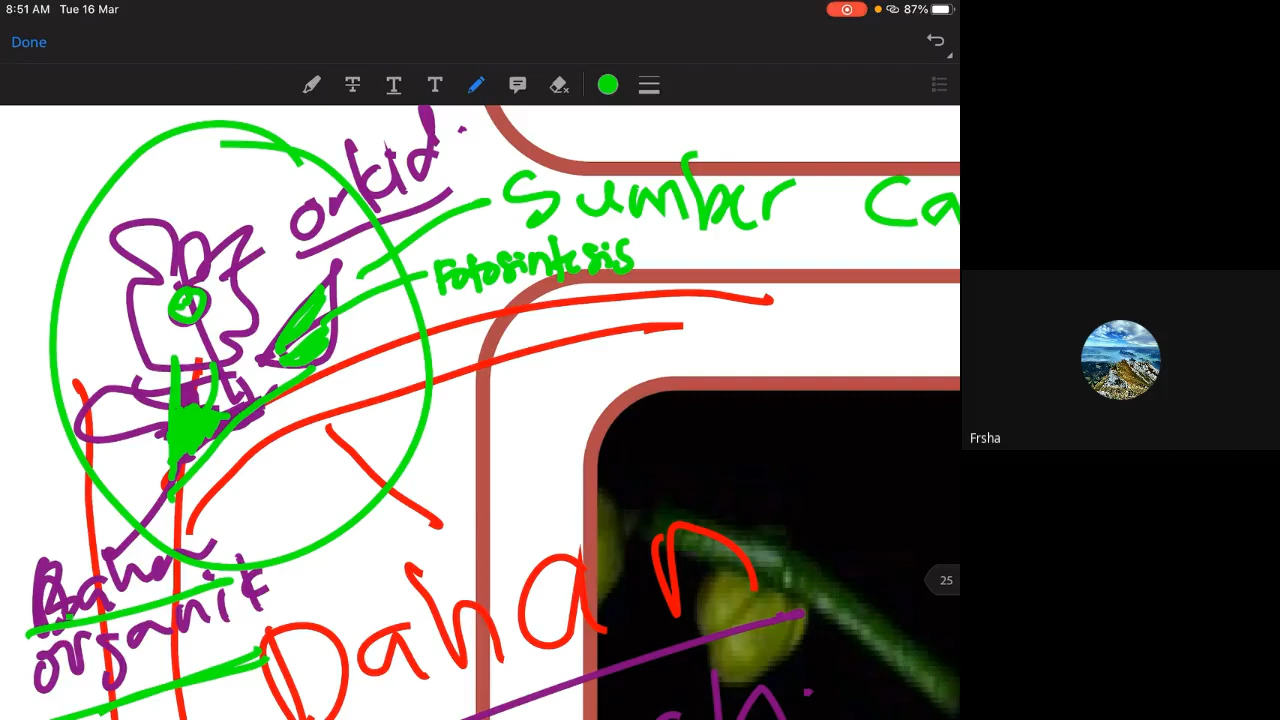 8:51 AM Tue 16 Mar
87%
Done
orkid.
Sumber Ca
Fotosintesis
Frsha
25
Bahan
organik
Dahan